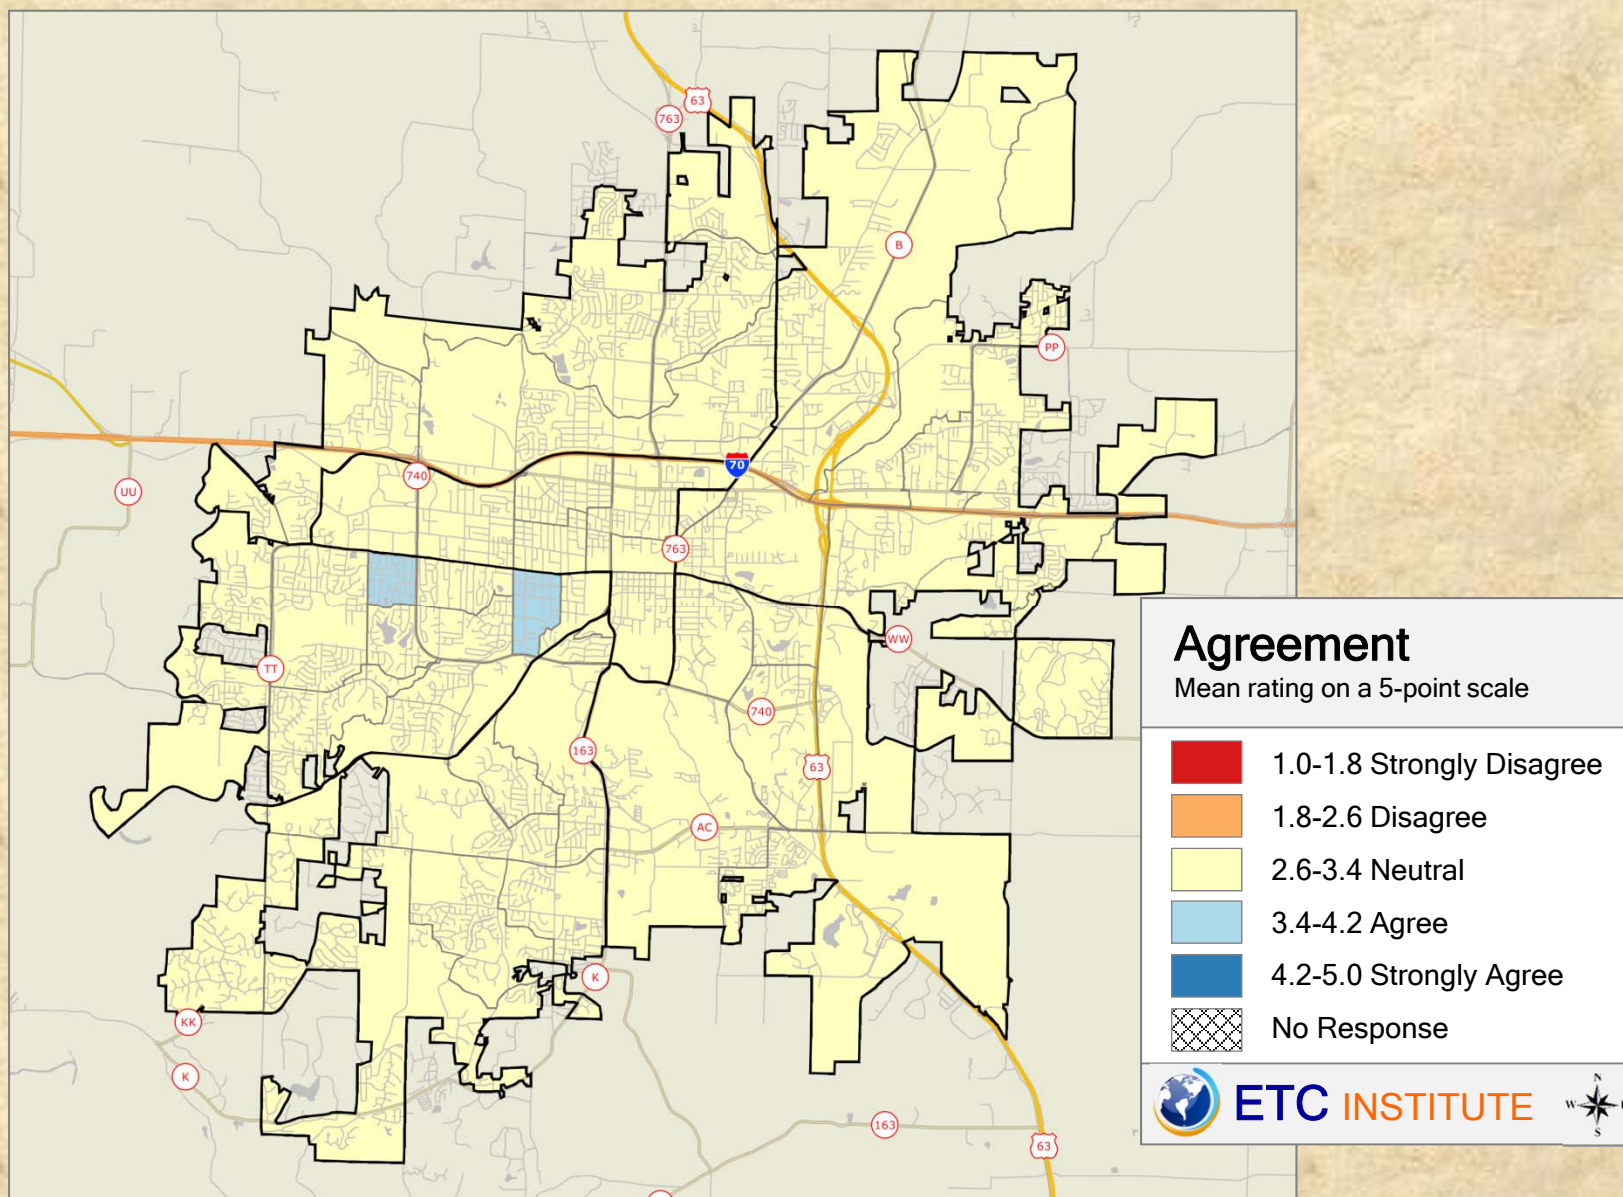 63
763
B
PP
70
740
UU
763
WW
TT
740
163
63
AC
K
KK
K
163
63
Agreement
Mean rating on a 5-point scale
1.0-1.8 Strongly Disagree
1.8-2.6 Disagree
2.6-3.4 Neutral
3.4-4.2 Agree
4.2-5.0 Strongly Agree
No Response
ETC INSTITUTE
N
W
S